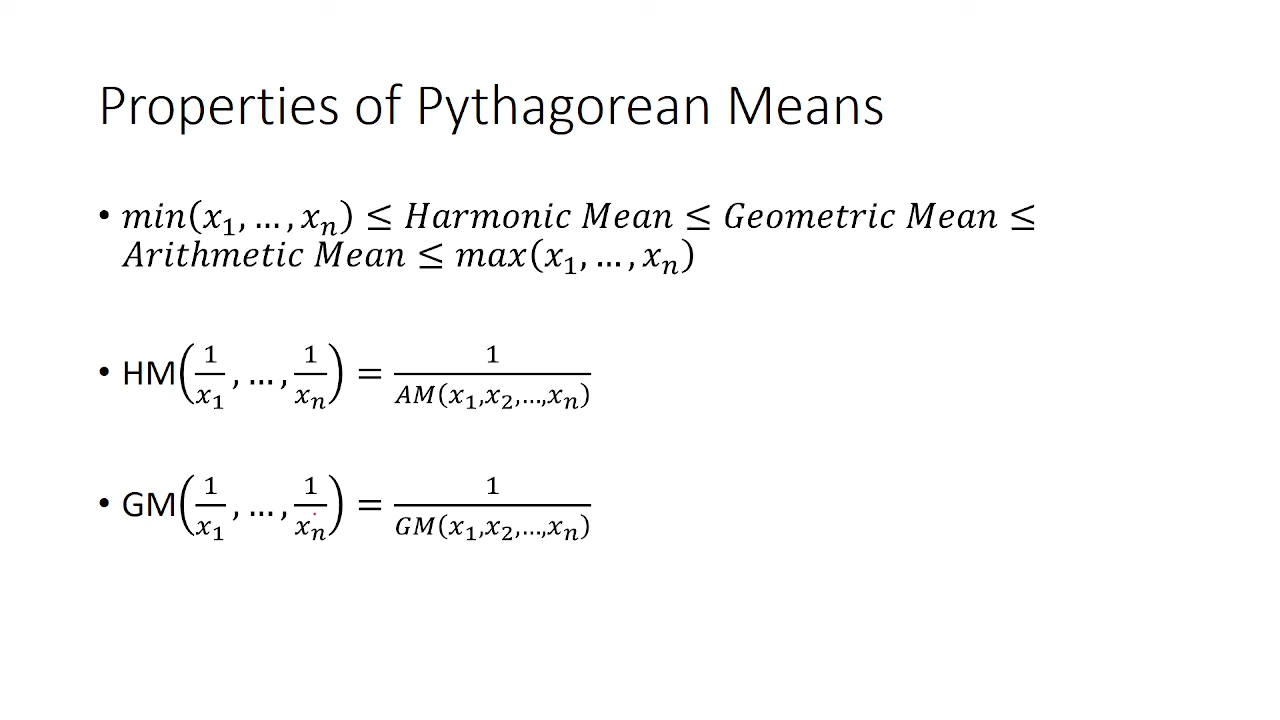 Properties of Pythagorean Means
• min(x₁, … , xₙ) ≤ Harmonic Mean ≤ Geometric Mean ≤
Arithmetic Mean ≤ max(x₁, … , xₙ)
• HM(1/x₁ , … , 1/xₙ) = 1/AM(x₁,x₂,…,xₙ)
• GM(1/x₁ , … , 1/xₙ) = 1/GM(x₁,x₂,…,xₙ)